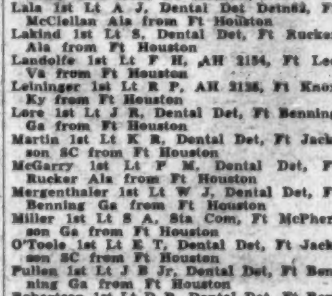 Lala 1st Lt A J, Dental Det Detn62, F
McClellan Ala from Ft Houston
Lakind 1st Lt S, Dental Det, Ft Rucker
Ala from Ft Houston
Landolfe 1st Lt F H, AH 2154, Ft Lee
Va from Ft Houston
Leininger 1st Lt R P, AH 2128, Ft Knox
Ky from Ft Houston
Lore 1st Lt J R, Dental Det, Ft Benning
Ga from Ft Houston
Martin 1st Lt K R, Dental Det, Ft Jack
son SC from Ft Houston
McGarry 1st Lt P M, Dental Det, F
Rucker Ala from Ft Houston
Mergenthaler 1st Lt W J, Dental Det, F
Benning Ga from Ft Houston
Miller 1st Lt S A, Sta Com, Ft McPher
son Ga from Ft Houston
O'Toole 1st Lt E T, Dental Det, Ft Jack
son SC from Ft Houston
Pullen 1st Lt J B Jr, Dental Det, Ft Ben
ning Ga from Ft Houston